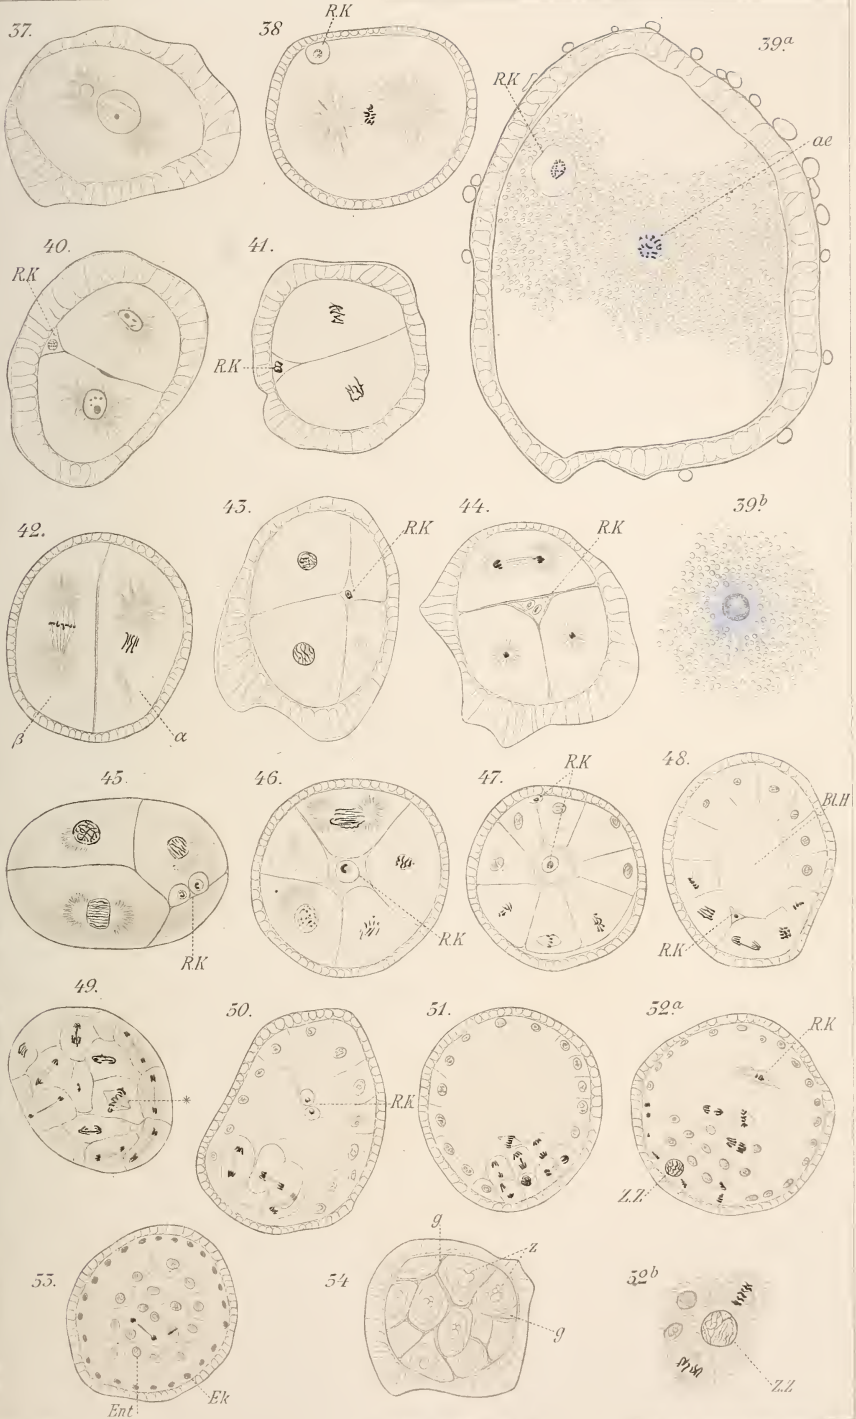 37.
38
R.K
39.a
R.K
ae
40.
R.K
41.
R.K
42.
β
α
43.
R.K
44.
R.K
39.b
45.
R.K
46.
R.K
47.
R.K
48.
Bl.H
R.K
49.
*
50.
R.K
51.
52.a
R.K
Z.Z.
53.
Ent
Ek
54
g
z
g
52.b
Z.Z